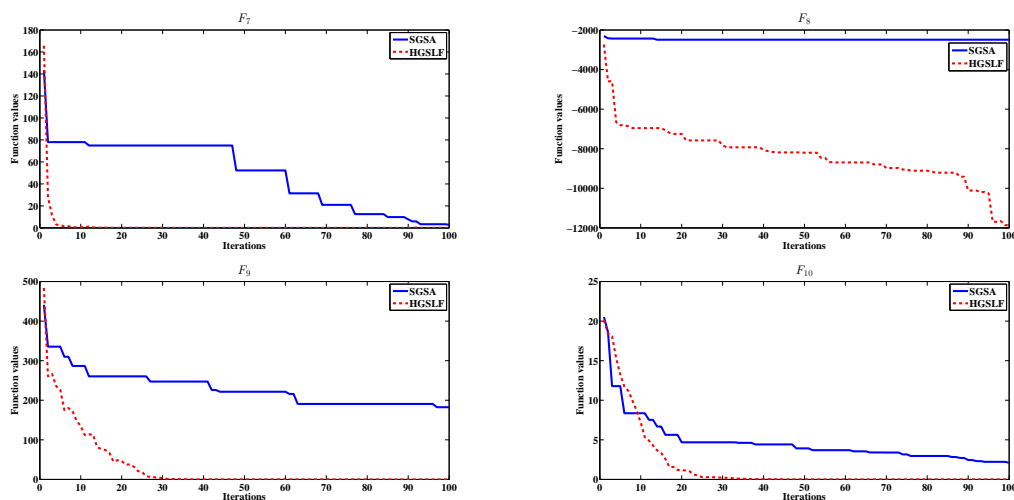 F7
180
160
140
120
100
80
60
40
20
0
Function values
0 10 20 30 40 50 60 70 80 90 100
Iterations
SGSA
HGSLF
F8
−2000
−4000
−6000
−8000
−10000
−12000
Function values
0 10 20 30 40 50 60 70 80 90 100
Iterations
SGSA
HGSLF
F9
500
400
300
200
100
0
Function values
0 10 20 30 40 50 60 70 80 90 100
Iterations
SGSA
HGSLF
F10
25
20
15
10
5
0
Function values
0 10 20 30 40 50 60 70 80 90 100
Iterations
SGSA
HGSLF